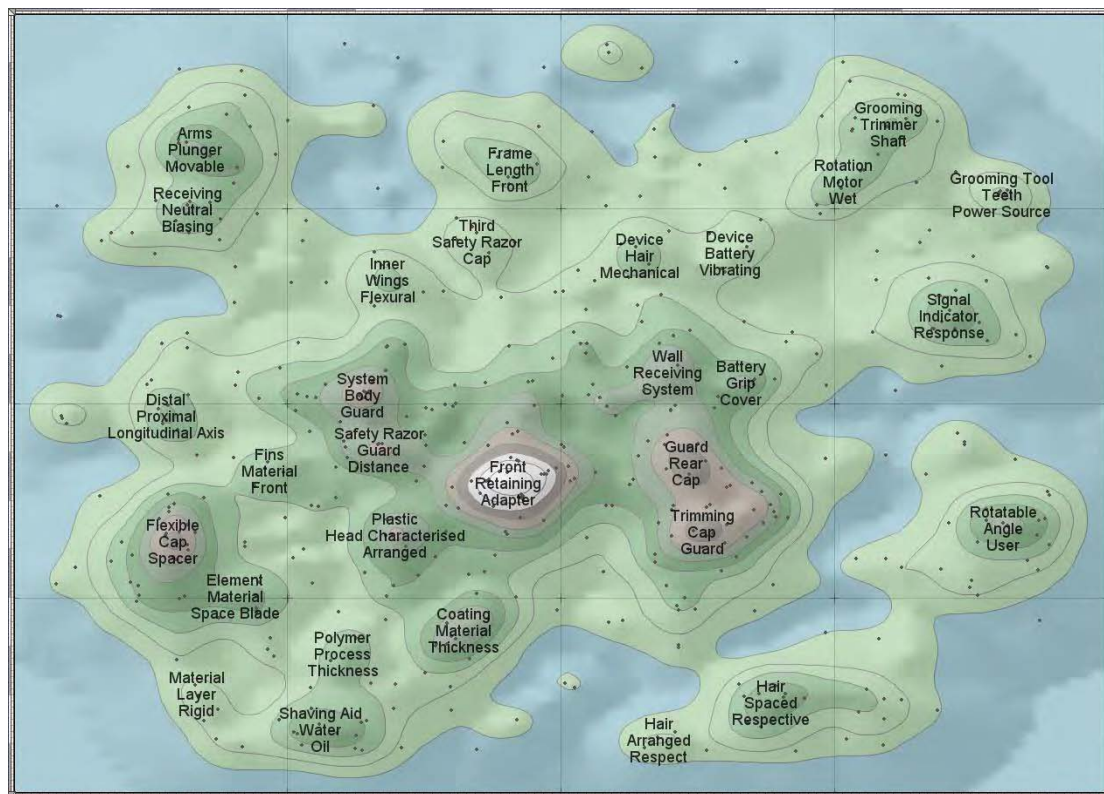 Arms
Plunger
Movable
Receiving
Neutral
Biasing
Frame
Length
Front
Third
Safety Razor
Cap
Inner
Wings
Flexural
Device
Hair
Mechanical
Device
Battery
Vibrating
Grooming
Trimmer
Shaft
Rotation
Motor
Wet
Grooming Tool
Teeth
Power Source
Signal
Indicator
Response
System
Body
Guard
Wall
Receiving
System
Battery
Grip
Cover
Distal
Proximal
Longitudinal Axis
Safety Razor
Guard
Distance
Fins
Material
Front
Front
Retaining
Adapter
Guard
Rear
Cap
Flexible
Cap
Spacer
Plastic
Head Characterised
Arranged
Trimming
Cap
Guard
Rotatable
Angle
User
Element
Material
Space Blade
Coating
Material
Thickness
Polymer
Process
Thickness
Material
Layer
Rigid
Shaving Aid
Water
Oil
Hair
Spaced
Respective
Hair
Arranged
Respect